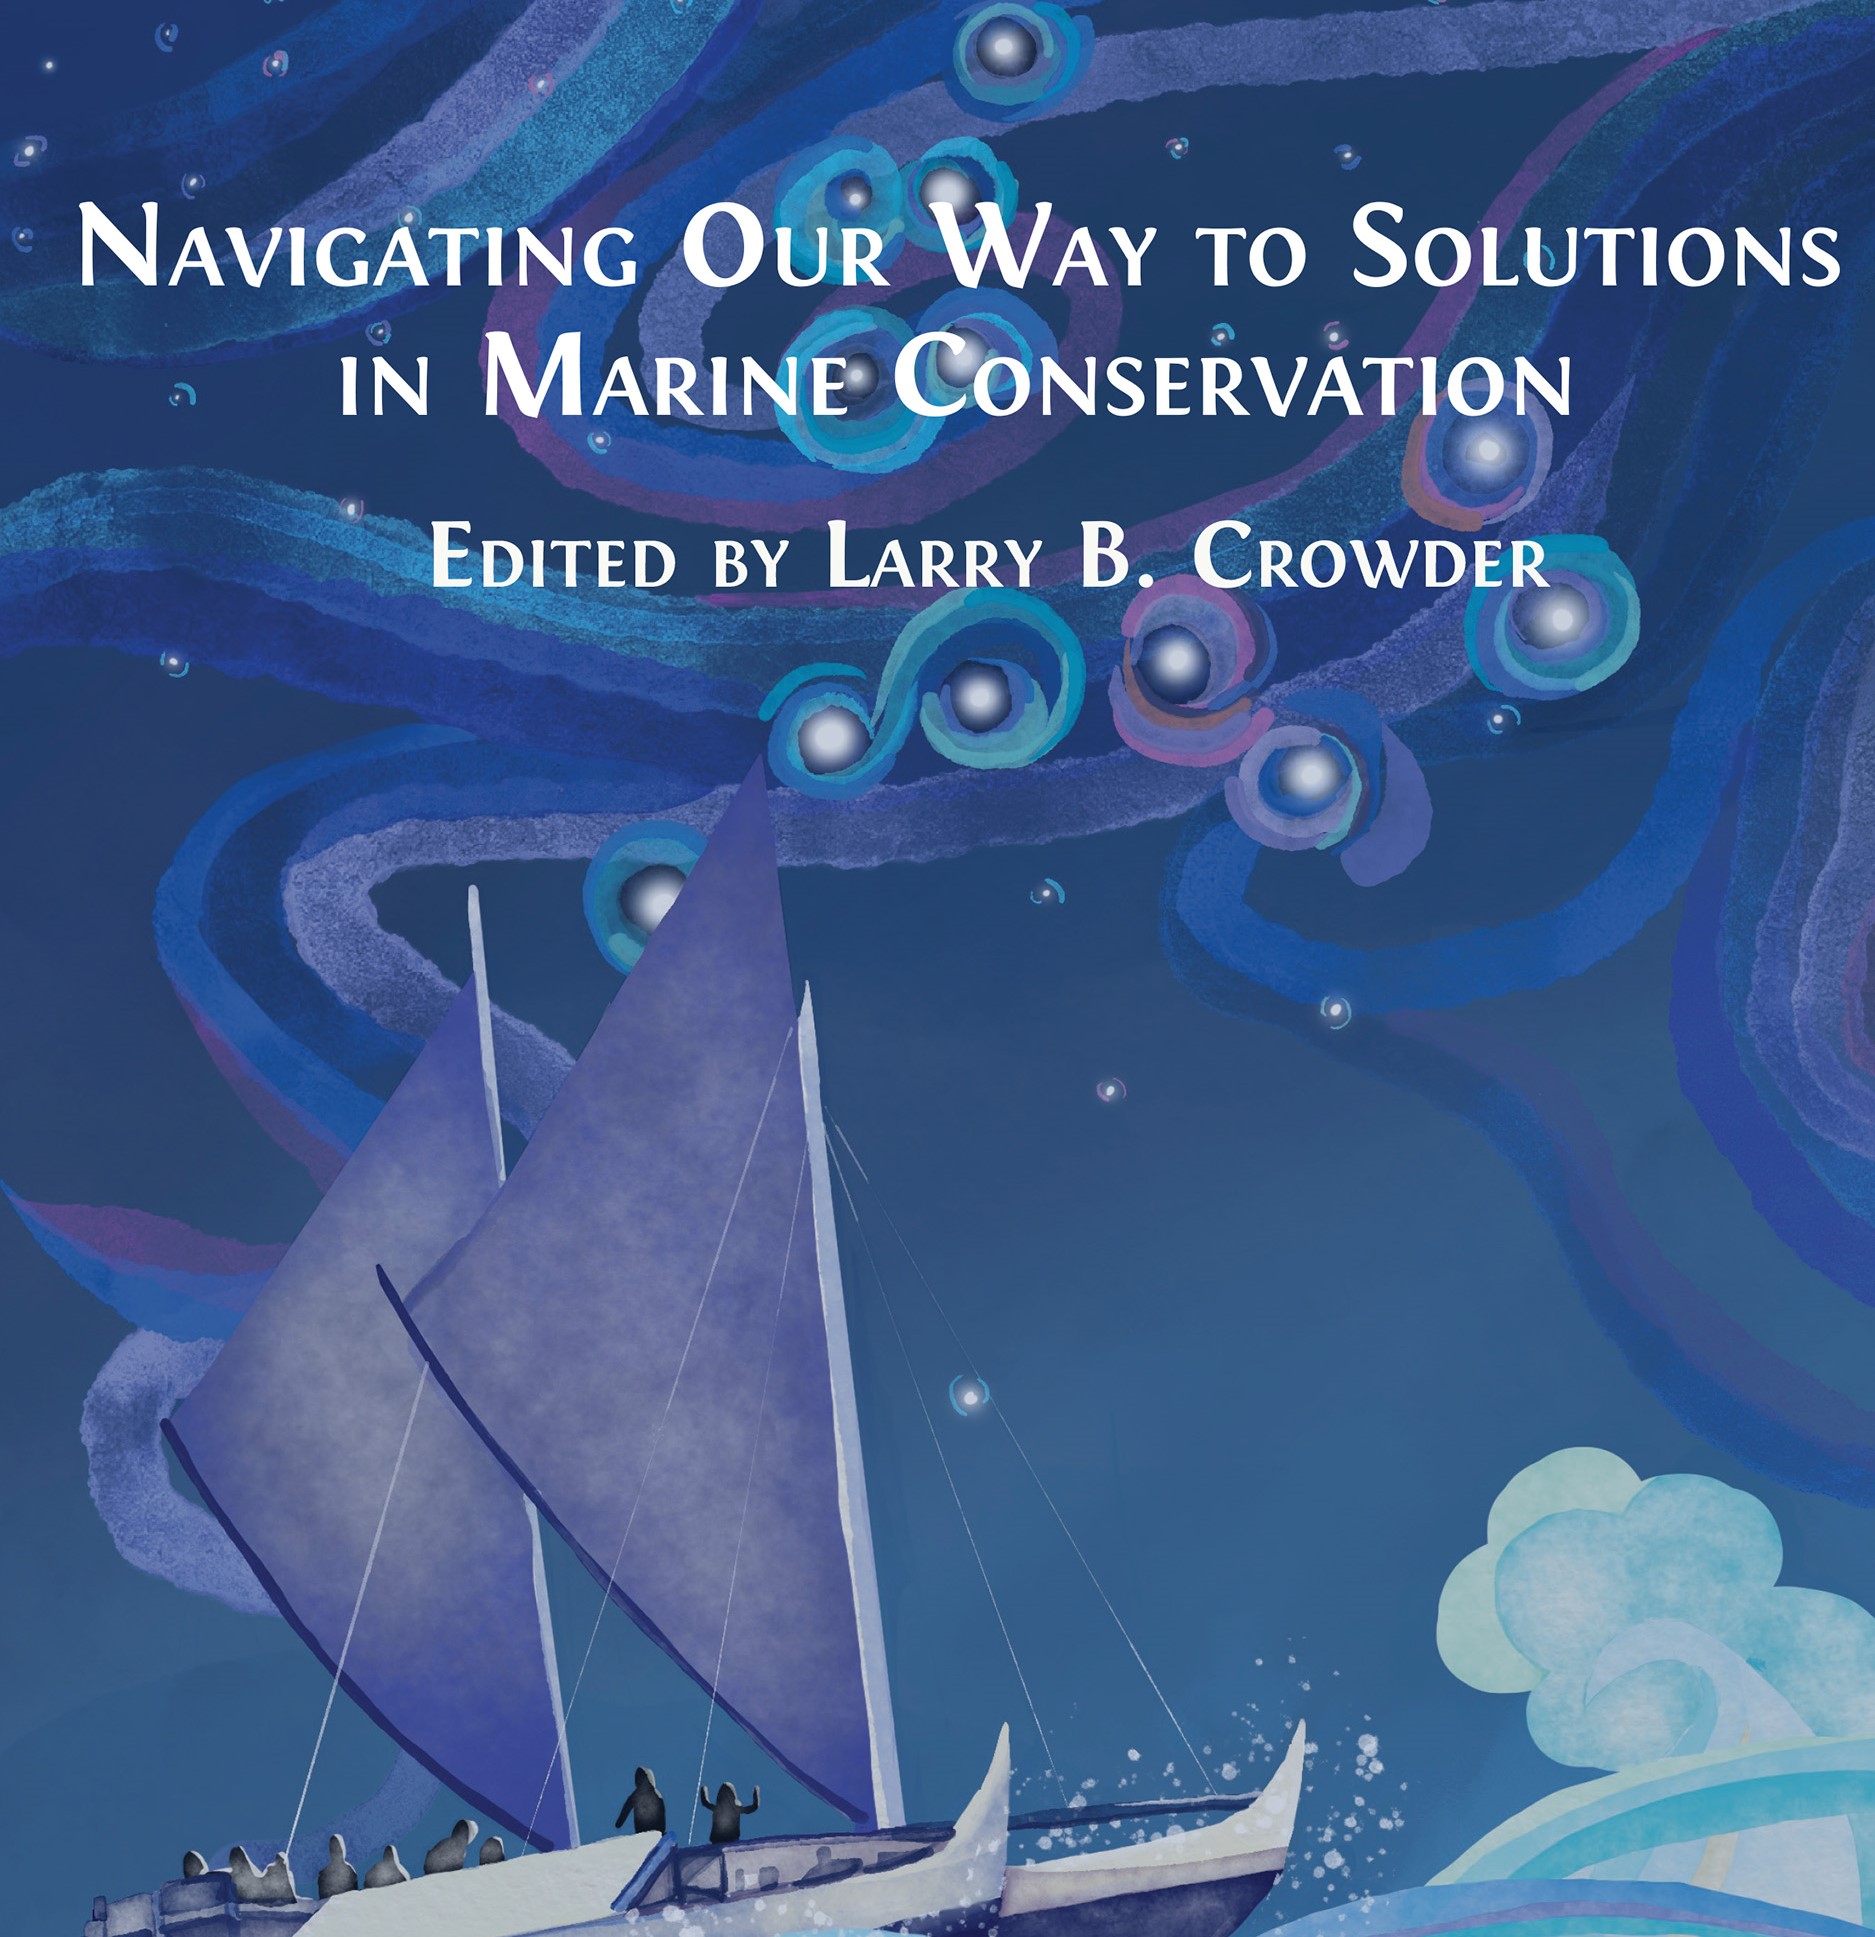 Navigating Our Way to Solutions
in Marine Conservation
Edited by Larry B. Crowder